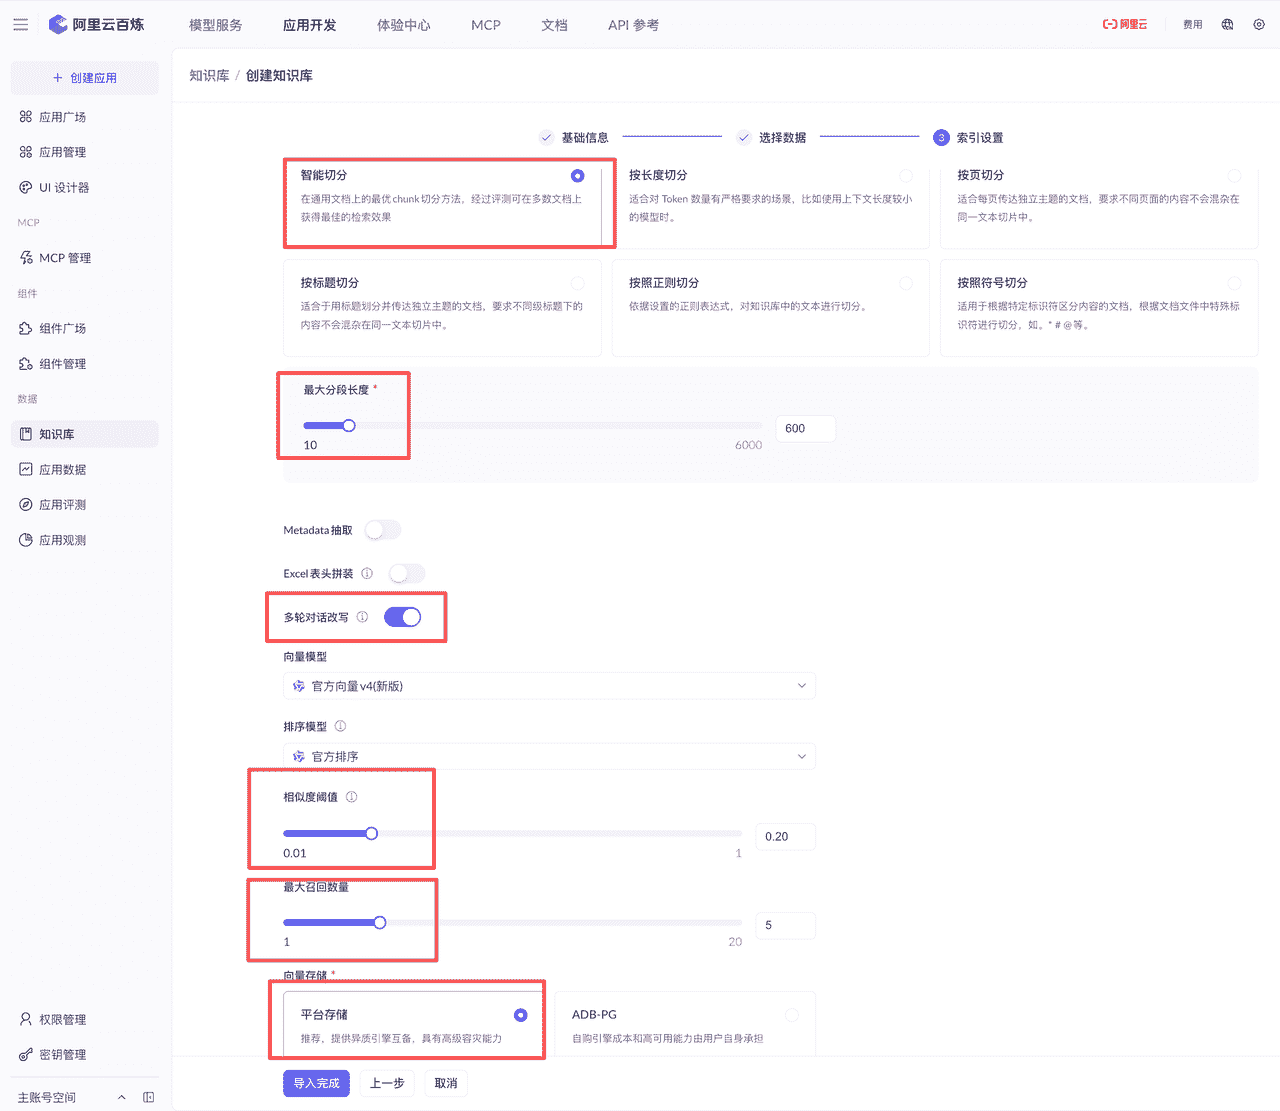 阿里云百炼
模型服务
应用开发
体验中心
MCP
文档
API 参考
阿里云
费用
创建应用
应用广场
应用管理
UI 设计器
MCP
MCP 管理
组件
组件广场
组件管理
数据
知识库
应用数据
应用评测
应用观测
权限管理
密钥管理
主账号空间
知识库 / 创建知识库
基础信息
选择数据
3 索引设置
智能切分
在通用文档上的最优 chunk 切分方法，经过评测可在多数文档上
获得最佳的检索效果
按长度切分
适合对 Token 数量有严格要求的场景，比如使用上下文长度较小
的模型时。
按页切分
适合每页传达独立主题的文档，要求不同页面的内容不会混杂在
同一文本切片中。
按标题切分
适合于用标题划分并传达独立主题的文档，要求不同级标题下的
内容不会混杂在同一文本切片中。
按照正则切分
依据设置的正则表达式，对知识库中的文本进行切分。
按照符号切分
适用于根据特定标识符区分内容的文档，根据文档文件中特殊标
识符进行切分，如。* # @等。
最大分段长度 *
600
10
6000
Metadata 抽取
Excel 表头拼装
多轮对话改写
向量模型
官方向量 v4(新版)
排序模型
官方排序
相似度阈值
0.20
0.01
1
最大召回数量
5
1
20
向量存储 *
平台存储
推荐，提供异质引擎互备，具有高级容灾能力
ADB-PG
自购引擎成本和高可用能力由用户自身承担
导入完成
上一步
取消